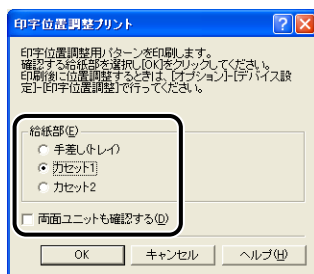 印字位置調整プリント
印字位置調整用パターンを印刷します。
確認する給紙部を選択し[OK]をクリックしてください。
印刷後に位置調整するときは、[オプション]-[デバイス設
定]-[印字位置調整]で行ってください。
給紙部(E)
手差し(トレイ)
カセット1
カセット2
両面ユニットも確認する(D)
OK キャンセル ヘルプ(H)